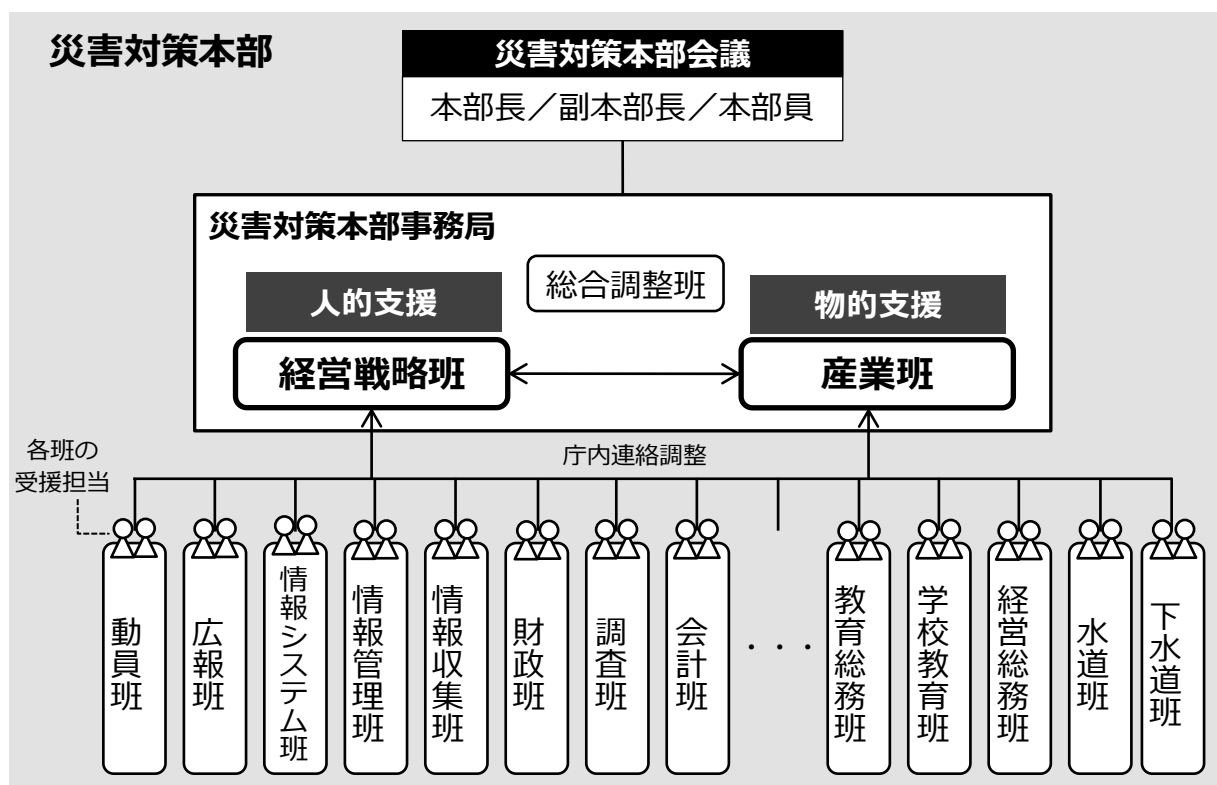 災害対策本部
災害対策本部会議
本部長／副本部長／本部員
災害対策本部事務局
総合調整班
人的支援
物的支援
経営戦略班
産業班
各班の
受援担当
庁内連絡調整
動員班
広報班
情報システム班
情報管理班
情報収集班
財政班
調査班
会計班
・・・
教育総務班
学校教育班
経営総務班
水道班
下水道班